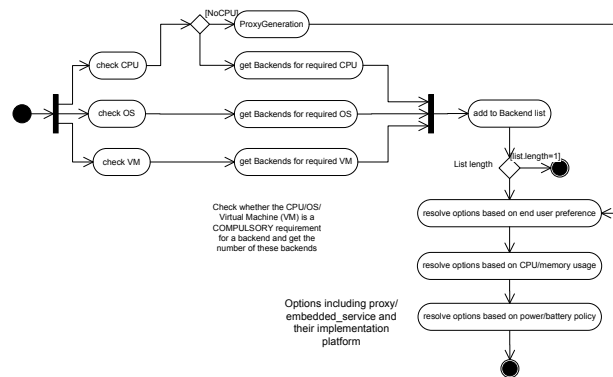 [NoCPU]
ProxyGeneration
check CPU
get Backends for required CPU
check OS
get Backends for required OS
add to Backend list
check VM
get Backends for required VM
List length
[list.length=1]
Check whether the CPU/OS/
Virtual Machine (VM) is a
COMPULSORY requirement
for a backend and get the
number of these backends
resolve options based on end user preference
resolve options based on CPU/memory usage
Options including proxy/
embedded_service and
their implementation
platform
resolve options based on power/battery policy